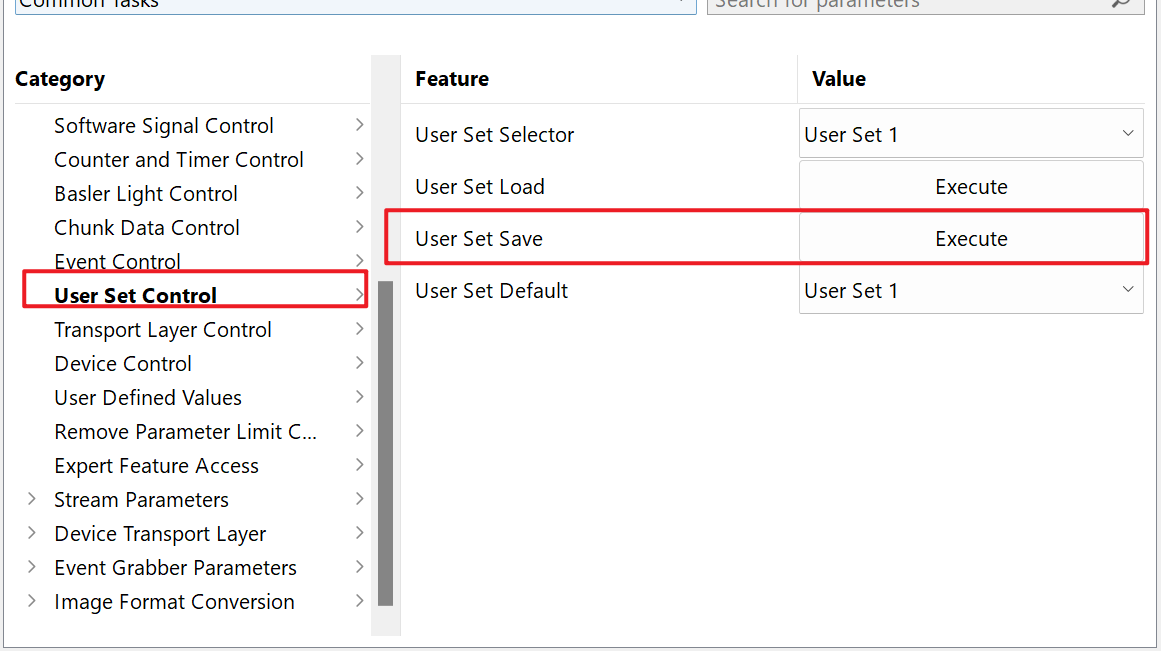 Common Tasks
Search for parameters
Category
Feature
Value
Software Signal Control
Counter and Timer Control
Basler Light Control
Chunk Data Control
Event Control
User Set Control
Transport Layer Control
Device Control
User Defined Values
Remove Parameter Limit C...
Expert Feature Access
Stream Parameters
Device Transport Layer
Event Grabber Parameters
Image Format Conversion
User Set Selector
User Set 1
User Set Load
Execute
User Set Save
Execute
User Set Default
User Set 1